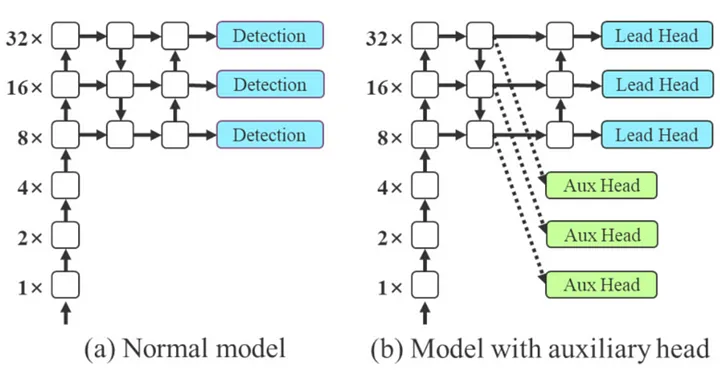 32×
Detection
16×
Detection
8×
Detection
4×
2×
1×
(a) Normal model
32×
Lead Head
16×
Lead Head
8×
Lead Head
4×
Aux Head
2×
Aux Head
1×
Aux Head
(b) Model with auxiliary head